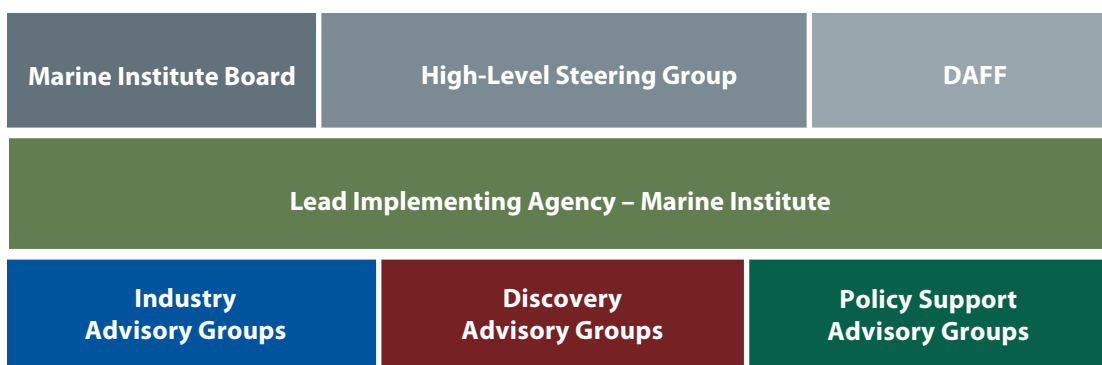 Marine Institute Board
High-Level Steering Group
DAFF
Lead Implementing Agency – Marine Institute
Industry
Advisory Groups
Discovery
Advisory Groups
Policy Support
Advisory Groups